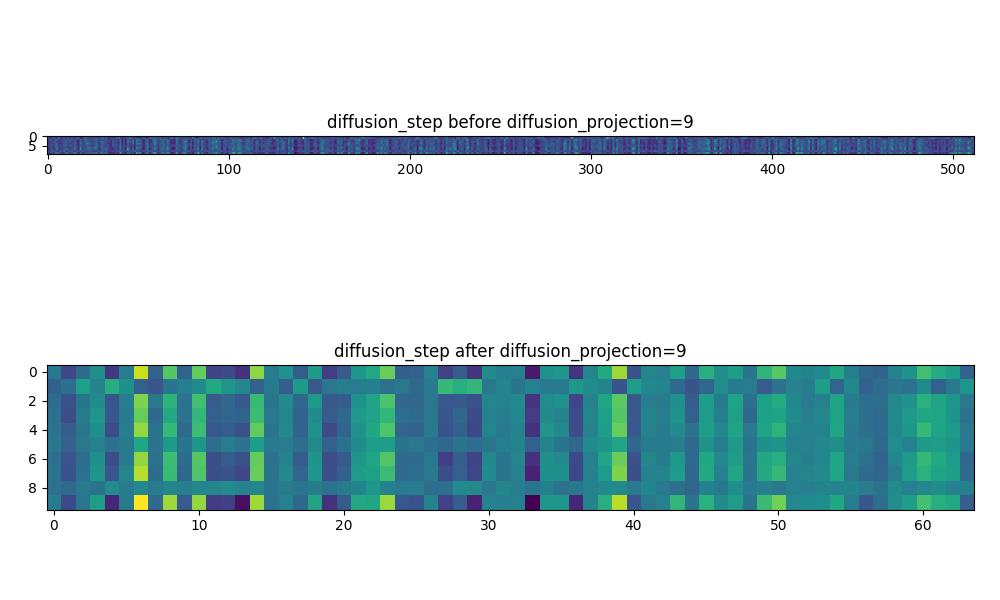 diffusion_step before diffusion_projection=9
0
5
0 100 200 300 400 500
diffusion_step after diffusion_projection=9
0
2
4
6
8
0 10 20 30 40 50 60